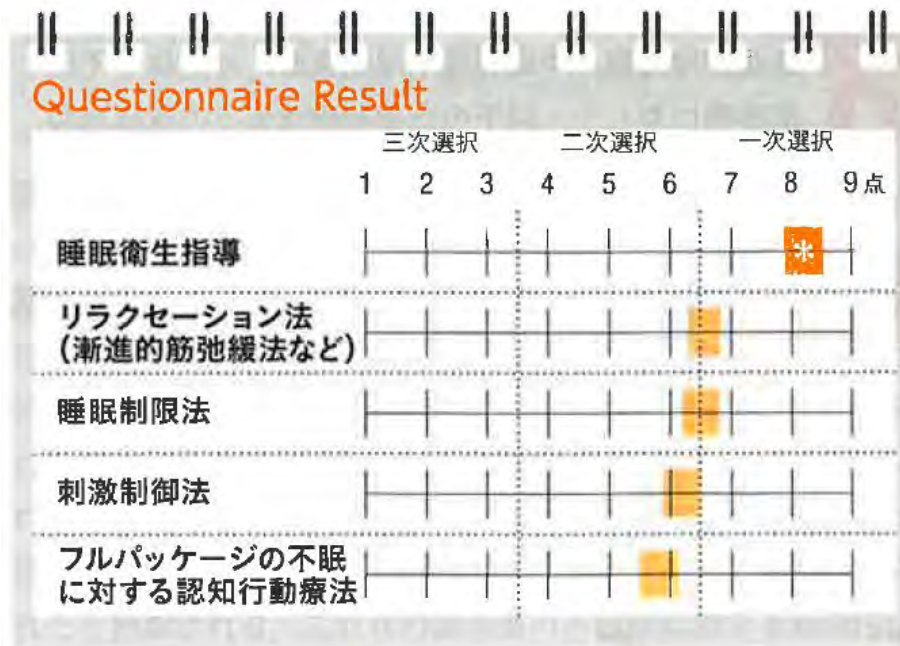 Questionnaire Result
三次選択 二次選択 一次選択
1 2 3 4 5 6 7 8 9点
睡眠衛生指導
*
リラクセーション法
(漸進的筋弛緩法など)
睡眠制限法
刺激制御法
フルパッケージの不眠
に対する認知行動療法